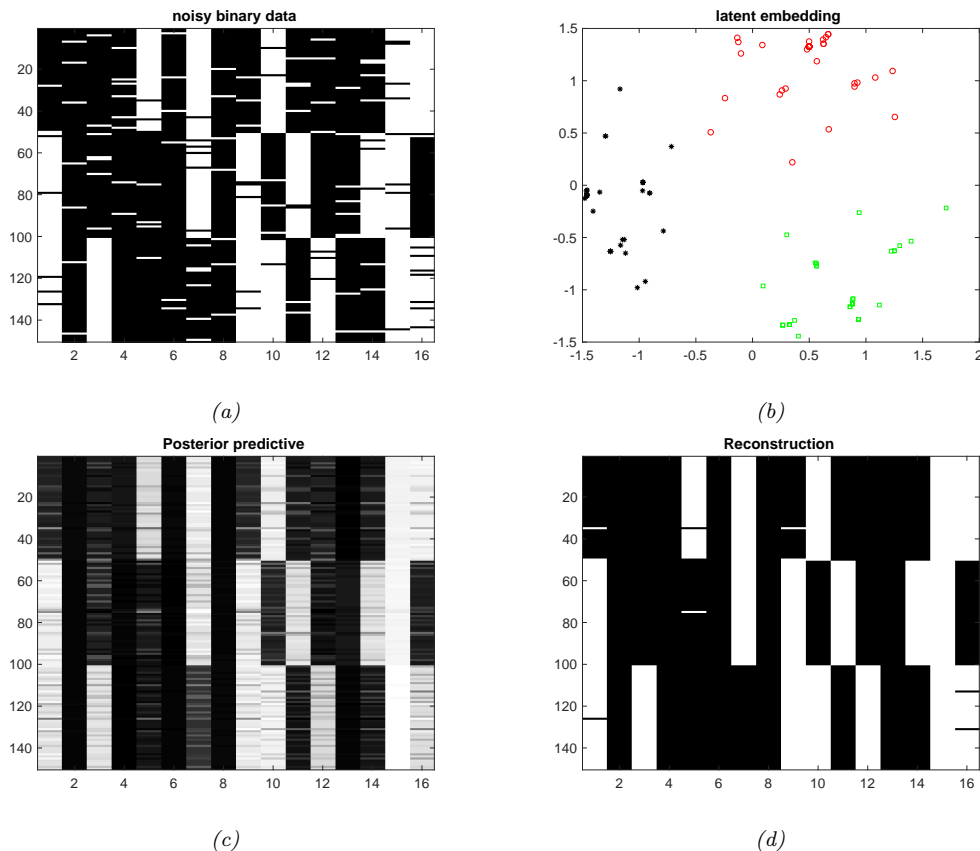 noisy binary data
20
40
60
80
100
120
140
2 4 6 8 10 12 14 16
(a)
latent embedding
1.5
1
0.5
0
-0.5
-1
-1.5
-1.5 -1 -0.5 0 0.5 1 1.5 2
(b)
Posterior predictive
20
40
60
80
100
120
140
2 4 6 8 10 12 14 16
(c)
Reconstruction
20
40
60
80
100
120
140
2 4 6 8 10 12 14 16
(d)